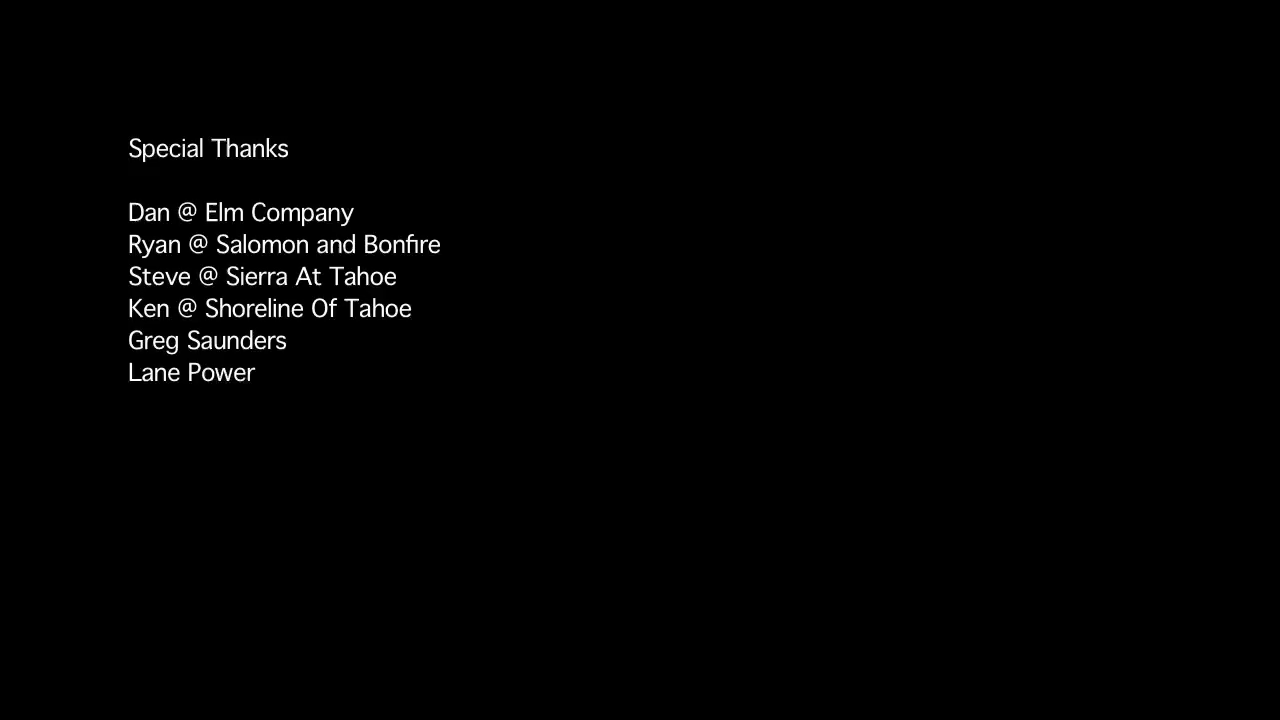 Special Thanks
Dan @ Elm Company
Ryan @ Salomon and Bonfire
Steve @ Sierra At Tahoe
Ken @ Shoreline Of Tahoe
Greg Saunders
Lane Power